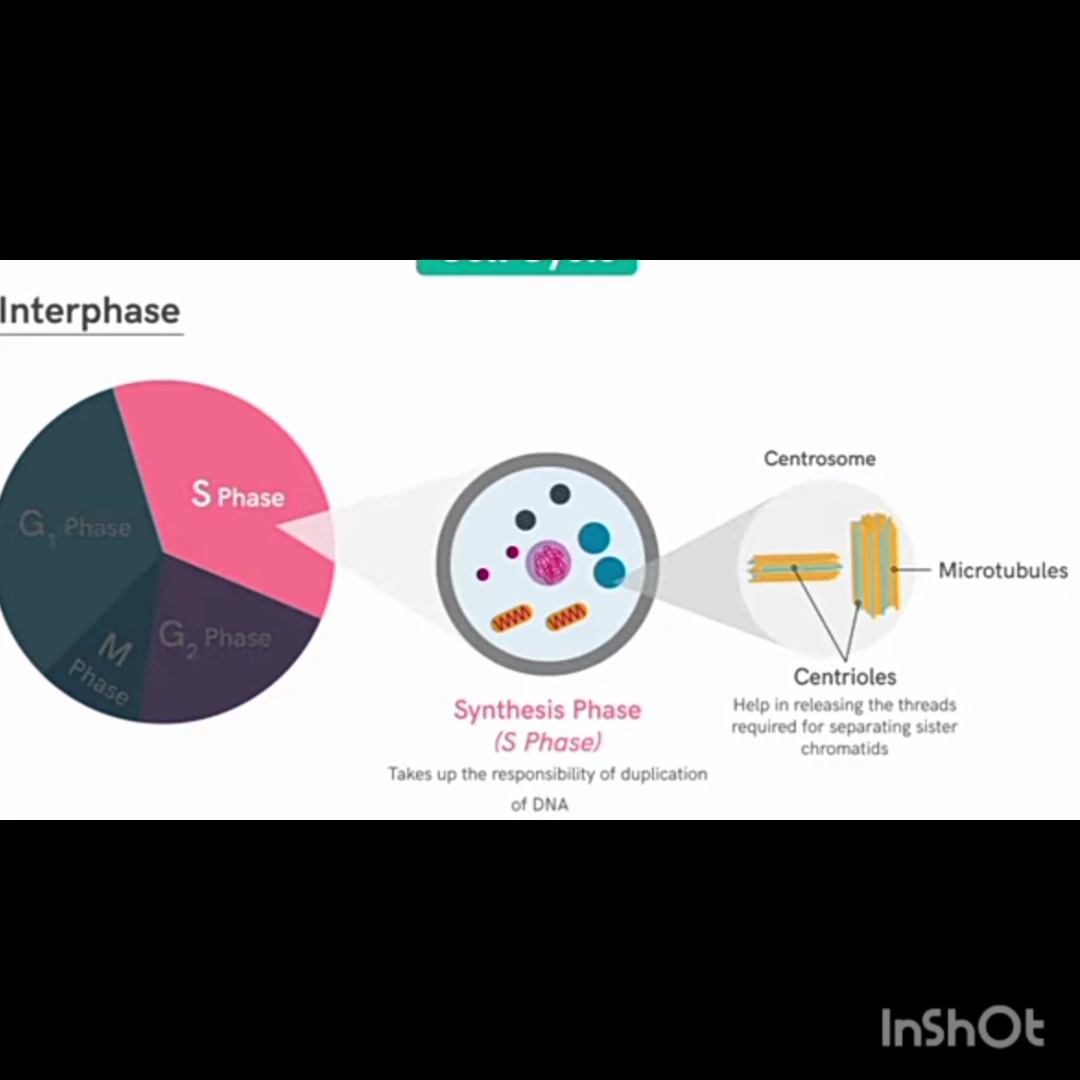 Interphase
S Phase
G1 Phase
M
Phase
G2 Phase
Synthesis Phase
(S Phase)
Takes up the responsibility of duplication
of DNA
Centrosome
Microtubules
Centrioles
Help in releasing the threads
required for separating sister
chromatids
InShOt